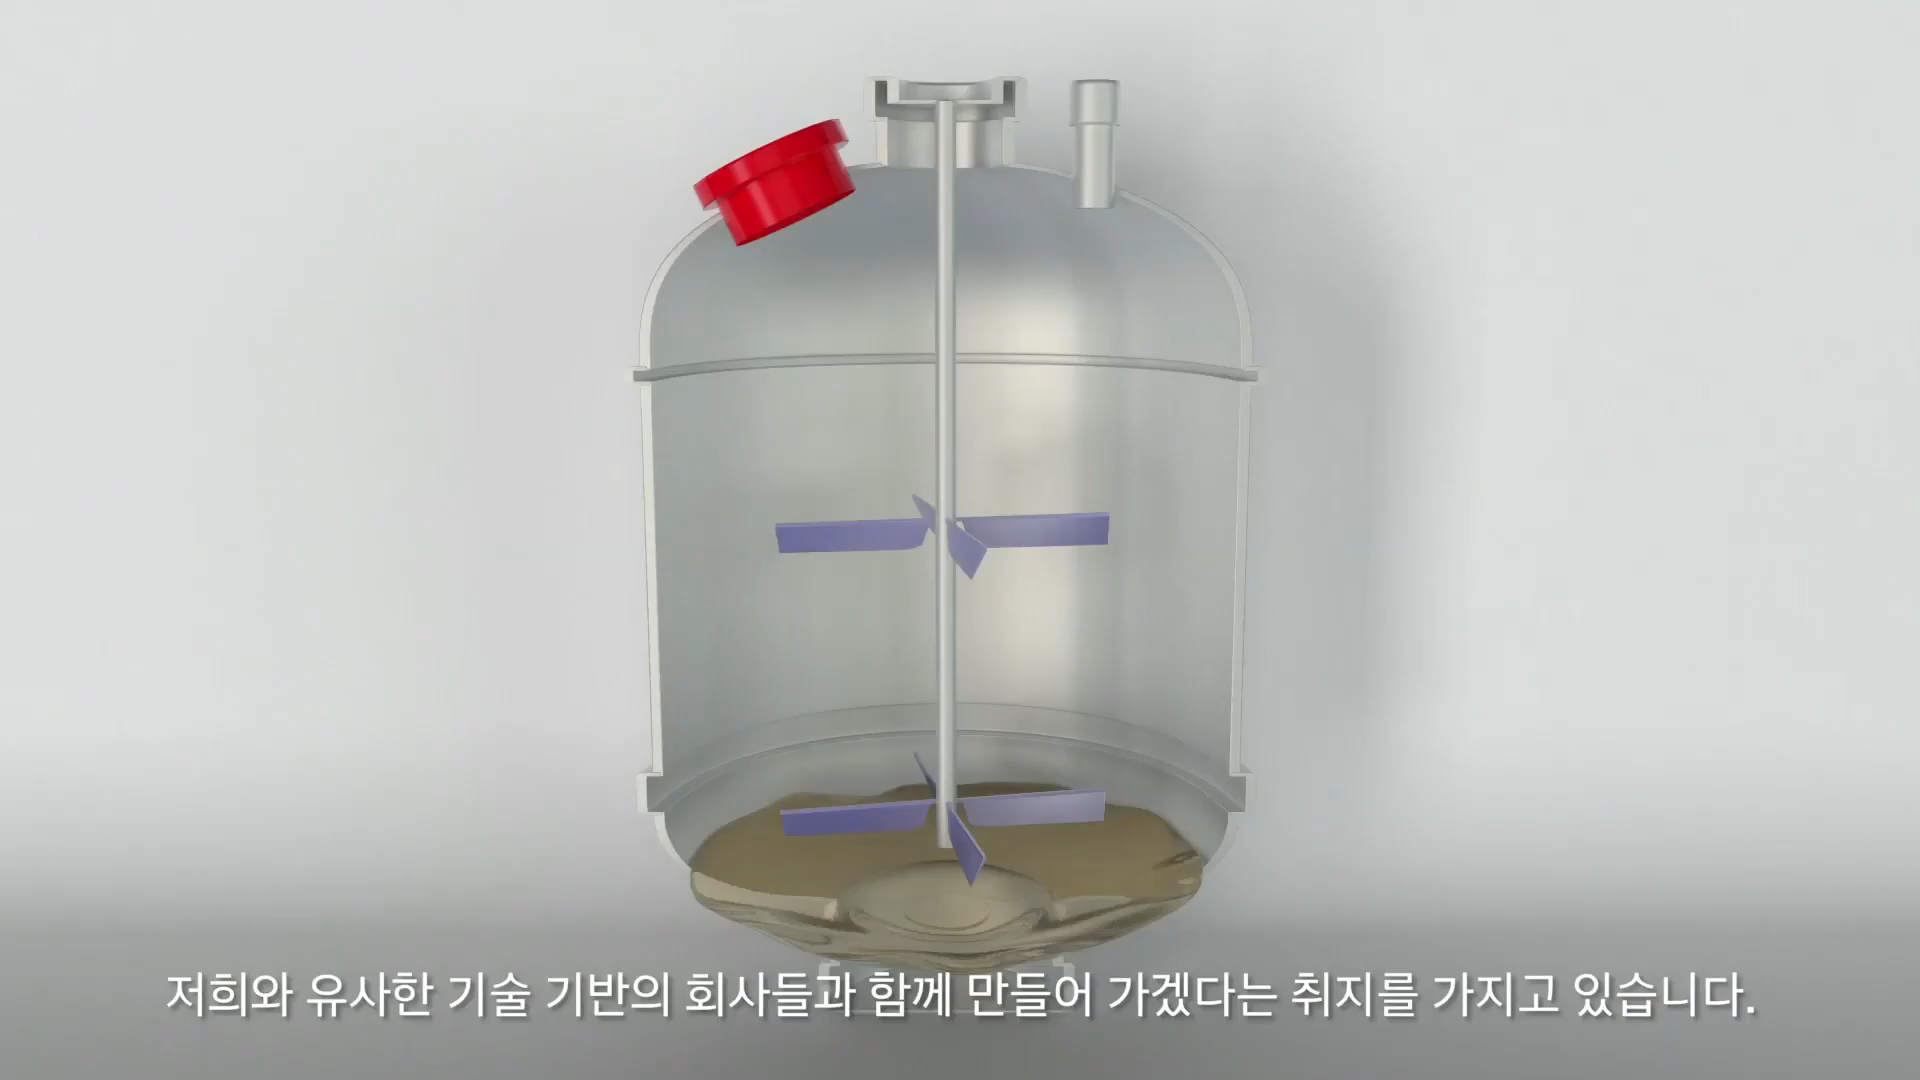 저희와 유사한 기술 기반의 회사들과 함께 만들어 가겠다는 취지를 가지고 있습니다.